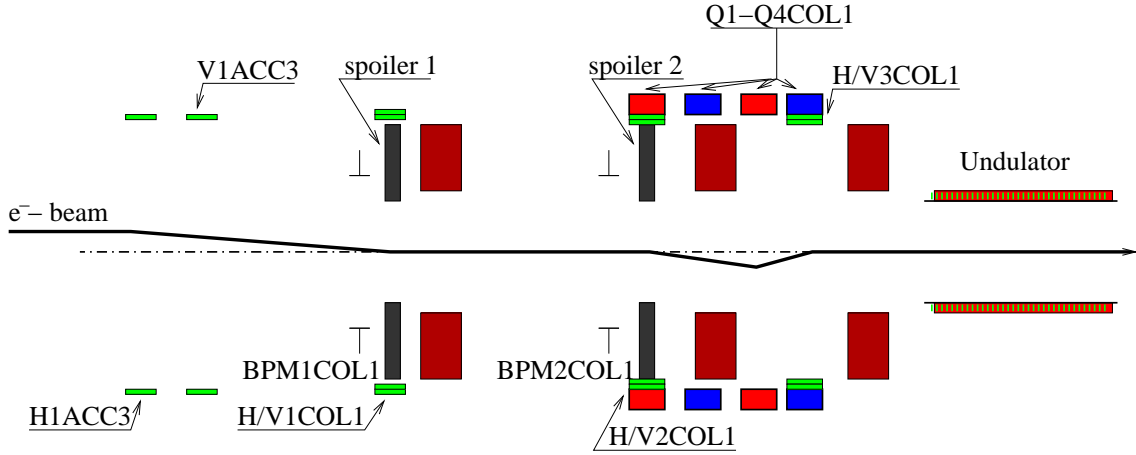 Q1–Q4COL1
V1ACC3
spoiler 1
spoiler 2
H/V3COL1
Undulator
e⁻– beam
BPM1COL1
BPM2COL1
H1ACC3
H/V1COL1
H/V2COL1